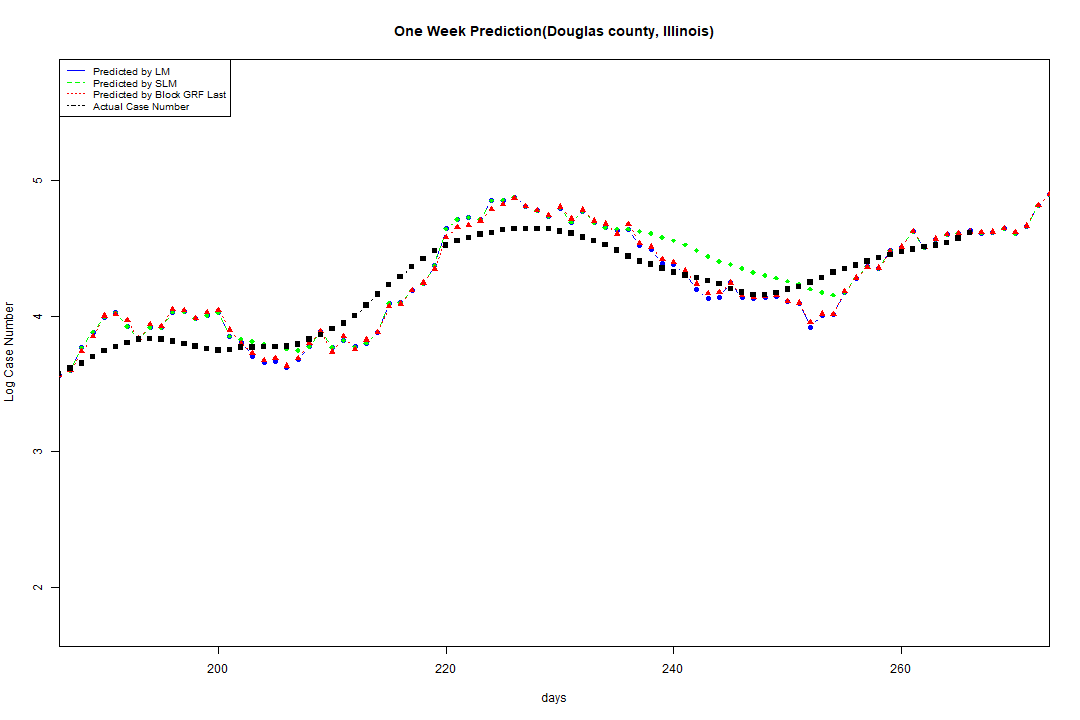 One Week Prediction(Douglas county, Illinois)
Predicted by LM
Predicted by SLM
Predicted by Block GRF Last
Actual Case Number
Log Case Number
5
4
3
2
200
220
240
260
days